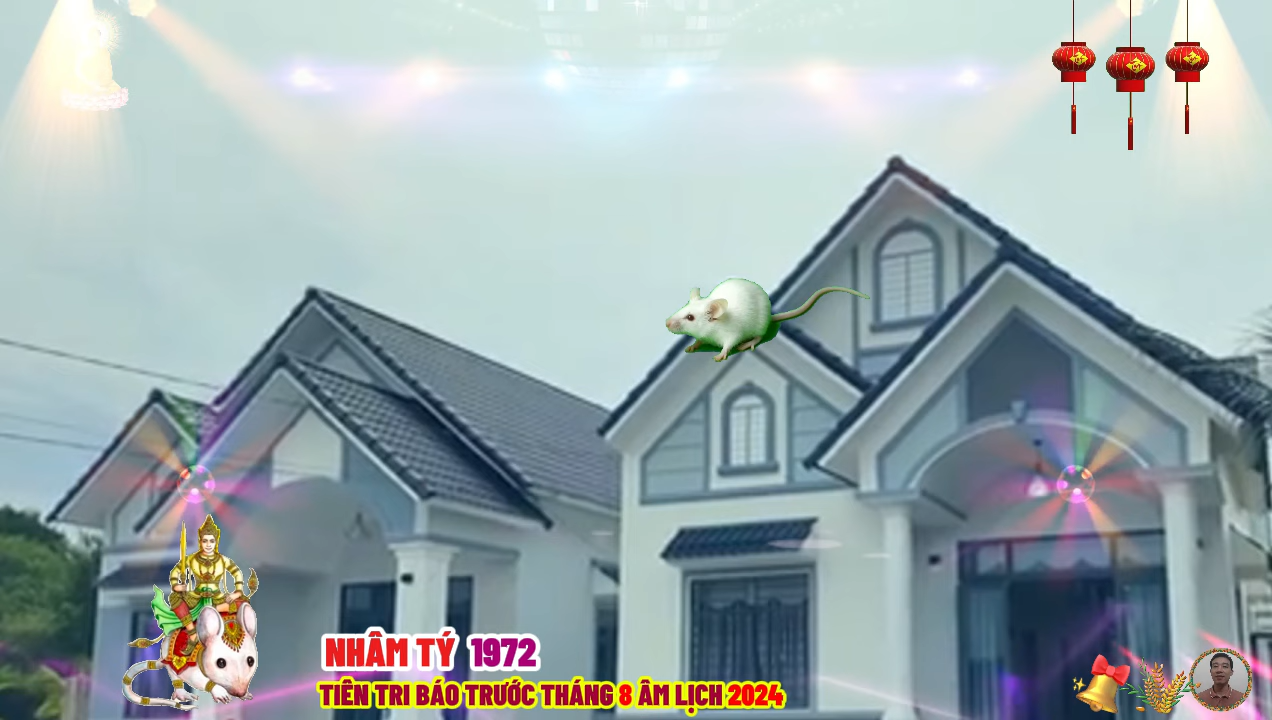 NHÂM TÝ 1972
TIÊN TRI BÁO TRƯỚC THÁNG 8 ÂM LỊCH 2024